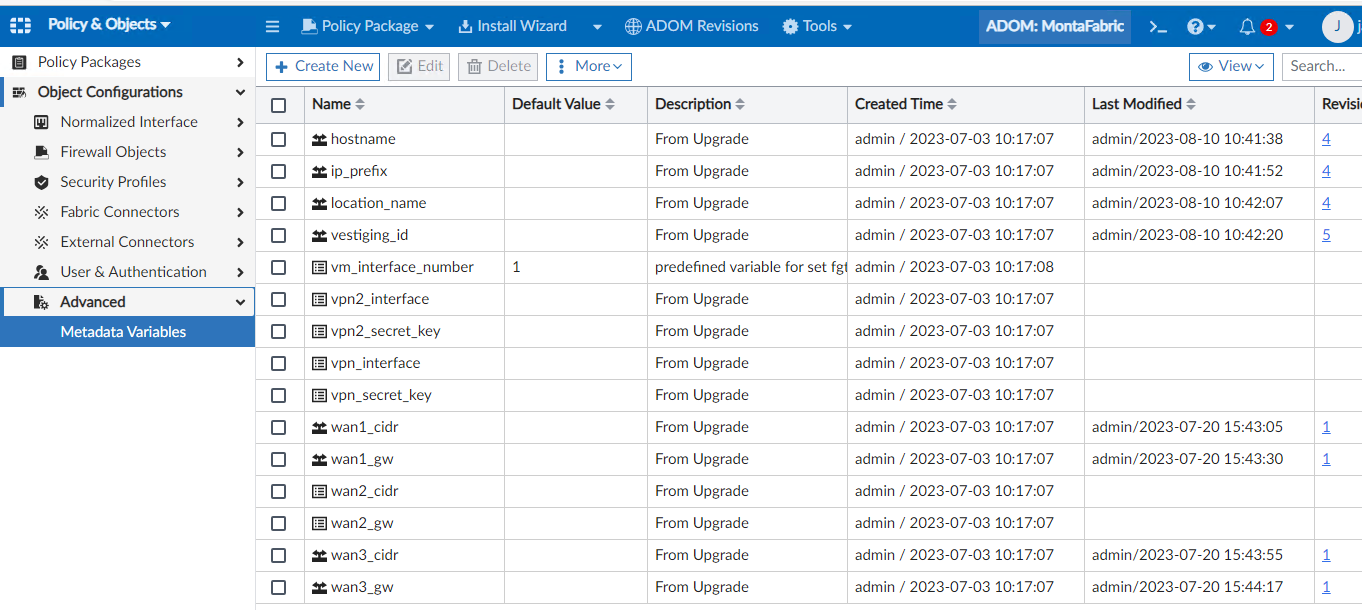 Policy & Objects Policy Package Install Wizard ADOM Revisions Tools ADOM: MontaFabric >_ ? 2 J
Policy Packages
Object Configurations
Normalized Interface
Firewall Objects
Security Profiles
Fabric Connectors
External Connectors
User & Authentication
Advanced
Metadata Variables
+ Create New Edit Delete More View Search...
Name Default Value Description Created Time Last Modified Revisi
hostname From Upgrade admin / 2023-07-03 10:17:07 admin/2023-08-10 10:41:38 4
ip_prefix From Upgrade admin / 2023-07-03 10:17:07 admin/2023-08-10 10:41:52 4
location_name From Upgrade admin / 2023-07-03 10:17:07 admin/2023-08-10 10:42:07 4
vestiging_id From Upgrade admin / 2023-07-03 10:17:07 admin/2023-08-10 10:42:20 5
vm_interface_number 1 predefined variable for set fgt admin / 2023-07-03 10:17:08
vpn2_interface From Upgrade admin / 2023-07-03 10:17:07
vpn2_secret_key From Upgrade admin / 2023-07-03 10:17:07
vpn_interface From Upgrade admin / 2023-07-03 10:17:07
vpn_secret_key From Upgrade admin / 2023-07-03 10:17:07
wan1_cidr From Upgrade admin / 2023-07-03 10:17:07 admin/2023-07-20 15:43:05 1
wan1_gw From Upgrade admin / 2023-07-03 10:17:07 admin/2023-07-20 15:43:30 1
wan2_cidr From Upgrade admin / 2023-07-03 10:17:07
wan2_gw From Upgrade admin / 2023-07-03 10:17:07
wan3_cidr From Upgrade admin / 2023-07-03 10:17:07 admin/2023-07-20 15:43:55 1
wan3_gw From Upgrade admin / 2023-07-03 10:17:07 admin/2023-07-20 15:44:17 1